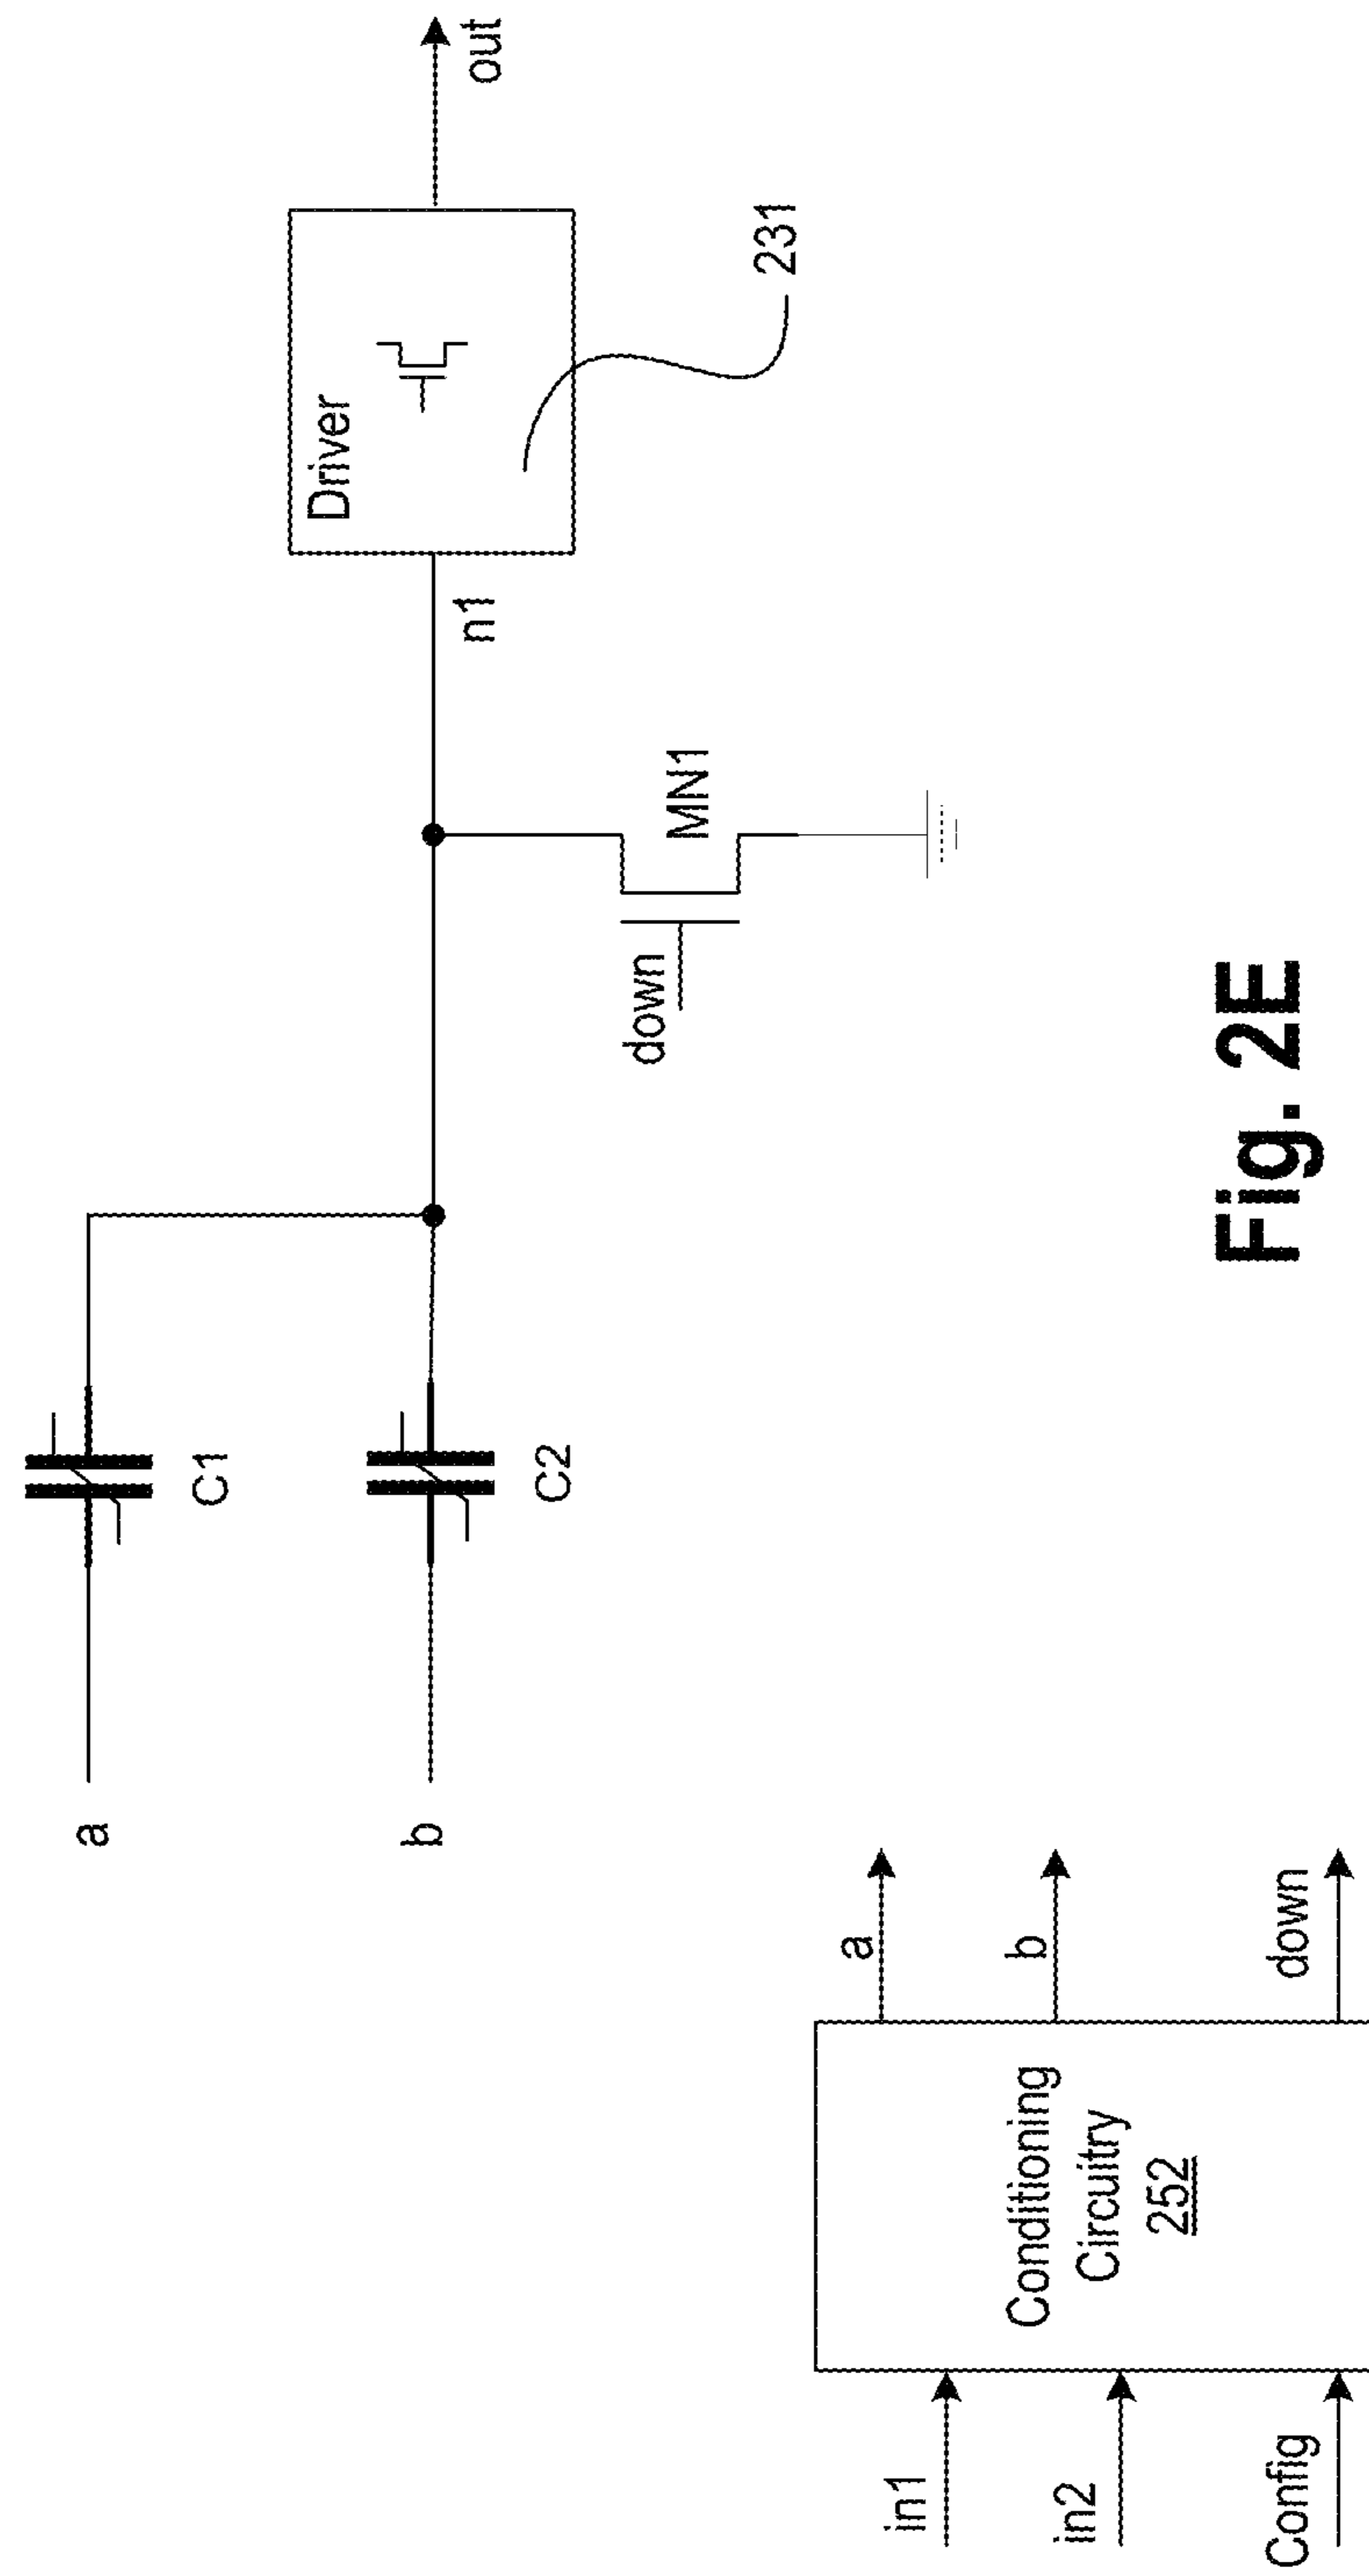 a
C1
b
C2
n1
Driver
out
231
down
MN1
in1
in2
Config
Conditioning
Circuitry
252
a
b
down
Fig. 2E